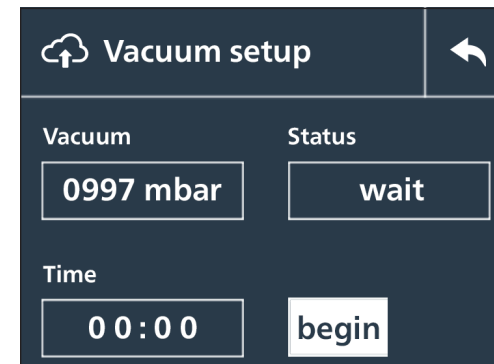 Vacuum setup
Vacuum Status
0997 mbar wait
Time
00:00 begin